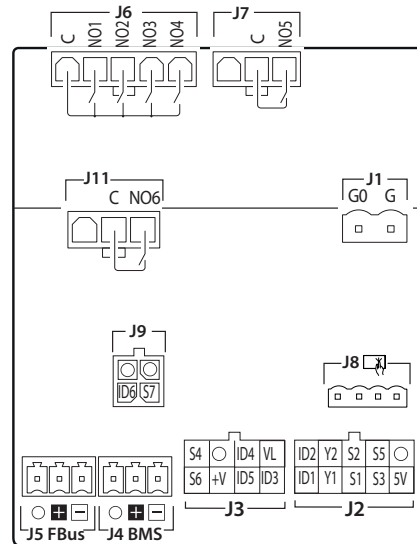 J6
J7
C NO1 NO2 NO3 NO4
C NO5
J11
C NO6
J1
G0 G
J9
ID6 S7
J8
S4 ID4 VL
S6 +V ID5 ID3
J3
ID2 Y2 S2 S5
ID1 Y1 S1 S3 5V
J2
J5 FBus
J4 BMS